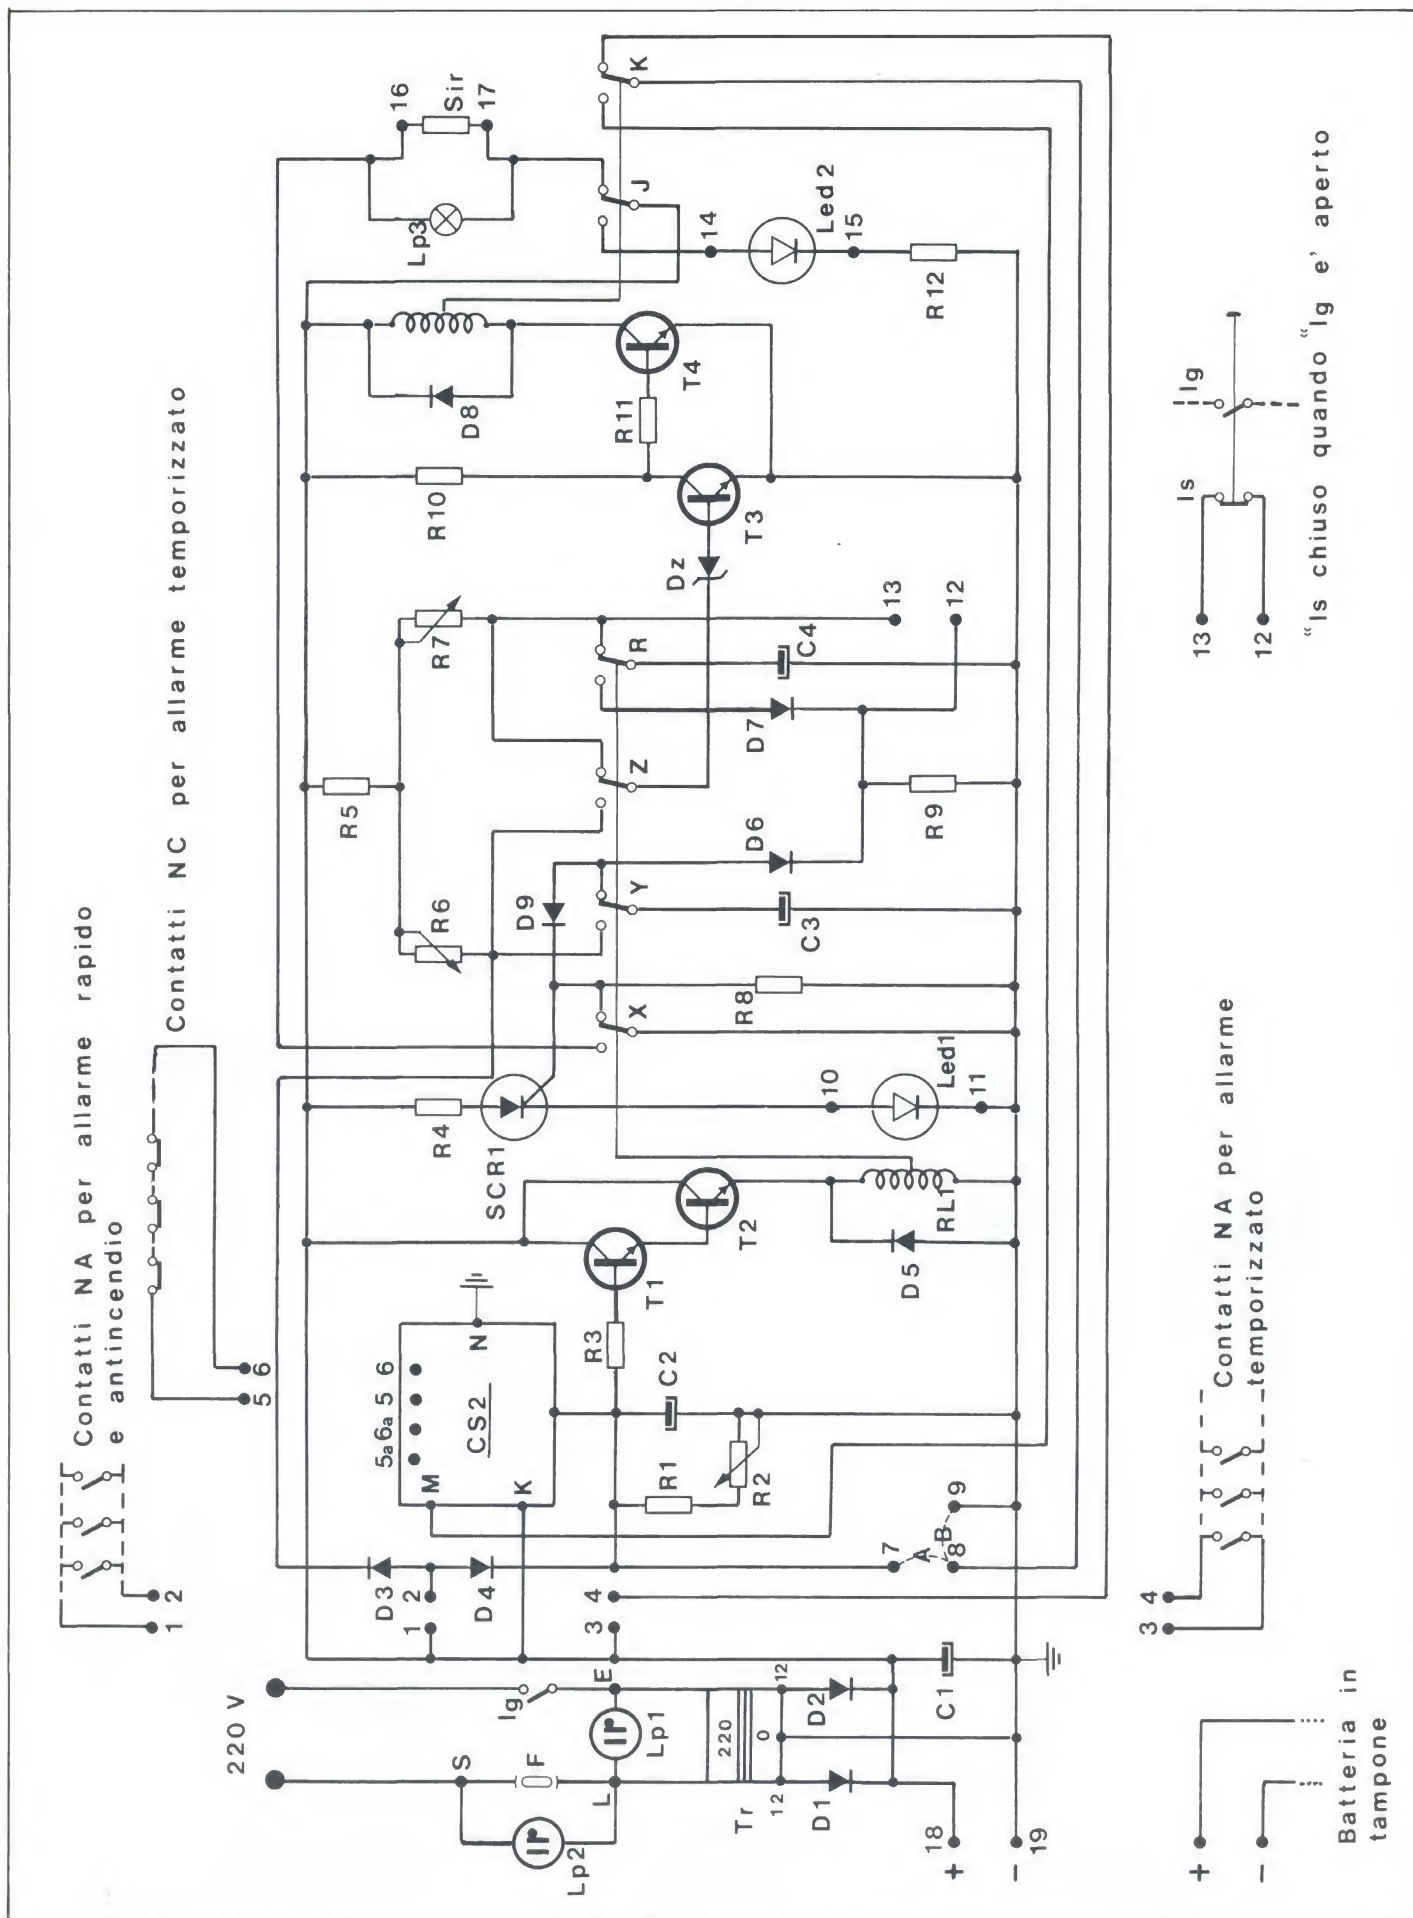 Contatti NA per allarme rapido
e antincendio
Contatti NC per allarme temporizzato
1
2
5
6
220 V
S
F
L
Lp2
Lp1
E
Ig
Tr
220
12
0
12
D1
D2
C1
18
+
19
-
1
2
3
4
D3
D4
5a 6a 5 6
M
CS2
N
K
R1
R2
C2
R3
7
A
B
8
9
T1
T2
D5
RL1
SCR1
R4
10
Led1
11
X
R8
R6
D9
Y
C3
D6
R5
Z
R9
D7
R7
R
C4
13
12
Dz
T3
R10
R11
T4
D8
Lp3
16
Sir
17
J
K
14
Led2
15
R12
Batteria in
tampone
+
-
3
4
Contatti NA per allarme
temporizzato
13
12
Is
Ig
"Is chiuso quando "Ig e' aperto